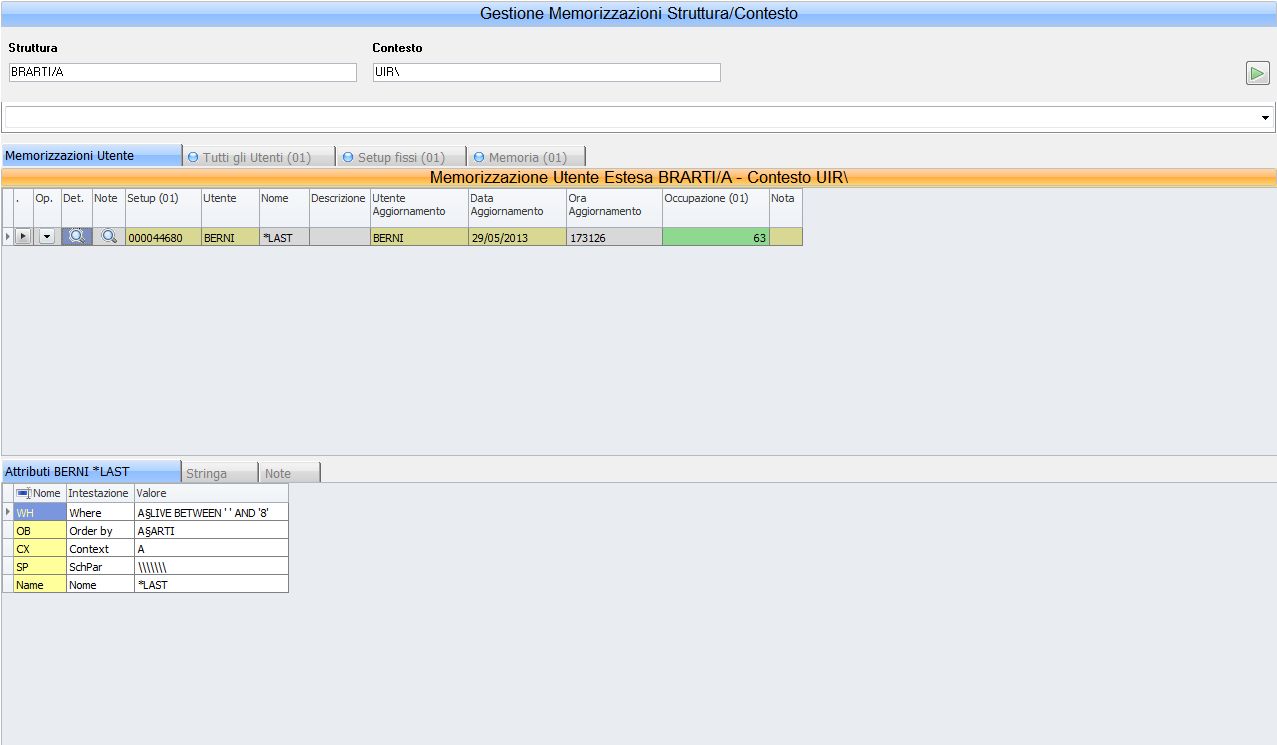 Gestione Memorizzazioni Struttura/Contesto
Struttura Contesto
BRARTI/A UIR\
Memorizzazioni Utente Tutti gli Utenti (01) Setup fissi (01) Memoria (01)
Memorizzazione Utente Estesa BRARTI/A - Contesto UIR\
. Op. Det. Note Setup (01) Utente Nome Descrizione Utente Data Ora Occupazione (01) Nota
Aggiornamento Aggiornamento Aggiornamento
000044680 BERNI *LAST BERNI 29/05/2013 173126 63
Attributi BERNI *LAST Stringa Note
Nome Intestazione Valore
WH Where A§LIVE BETWEEN ' ' AND '8'
OB Order by A§ARTI
CX Context A
SP SchPar \\\\\\\
Name Nome *LAST